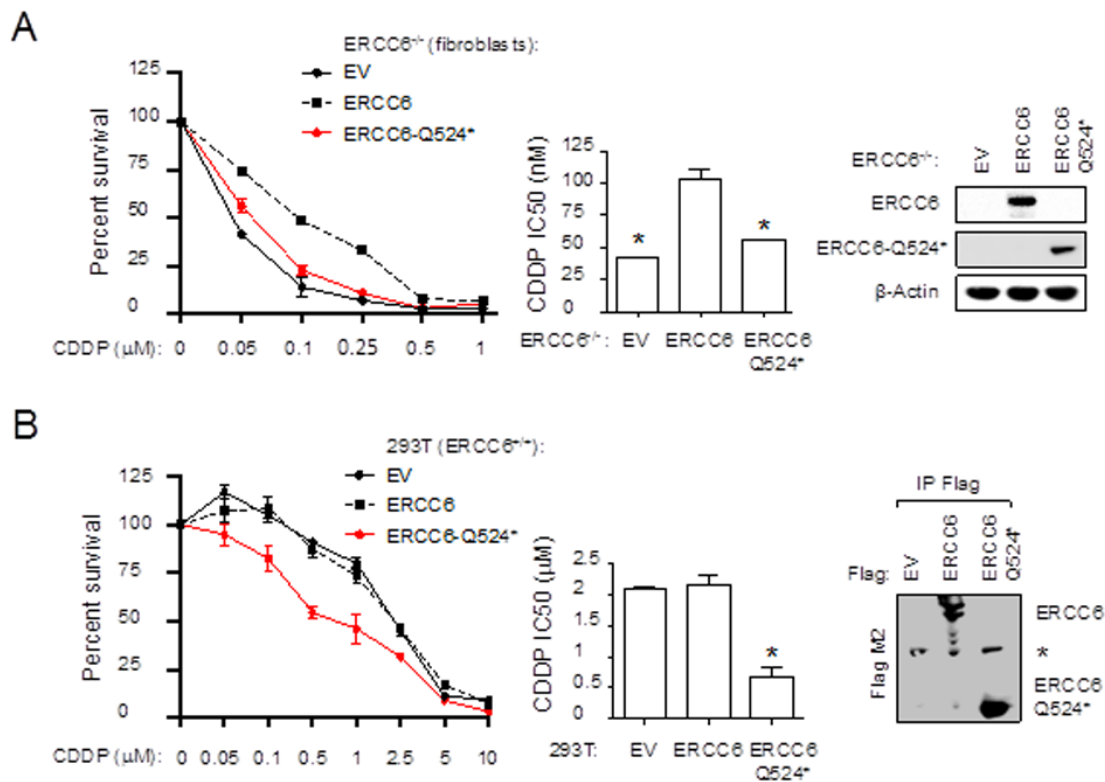 A
ERCC6-/- (fibroblasts):
EV
ERCC6
ERCC6-Q524*
Percent survival
125
100
75
50
25
0
CDDP (μM): 0 0.05 0.1 0.25 0.5 1
CDDP IC50 (nM)
125
100
75
50
25
0
* *
ERCC6-/-: EV ERCC6 ERCC6
Q524*
ERCC6-/-: EV ERCC6 ERCC6
Q524*
ERCC6
ERCC6-Q524*
β-Actin
B
293T (ERCC6+/+):
EV
ERCC6
ERCC6-Q524*
Percent survival
125
100
75
50
25
0
CDDP (μM): 0 0.05 0.1 0.5 1 2.5 5 10
CDDP IC50 (μM)
2.5
2
1.5
1
0.5
0
*
293T: EV ERCC6 ERCC6
Q524*
IP Flag
Flag: EV ERCC6 ERCC6
Q524*
Flag M2
ERCC6
*
ERCC6
Q524*